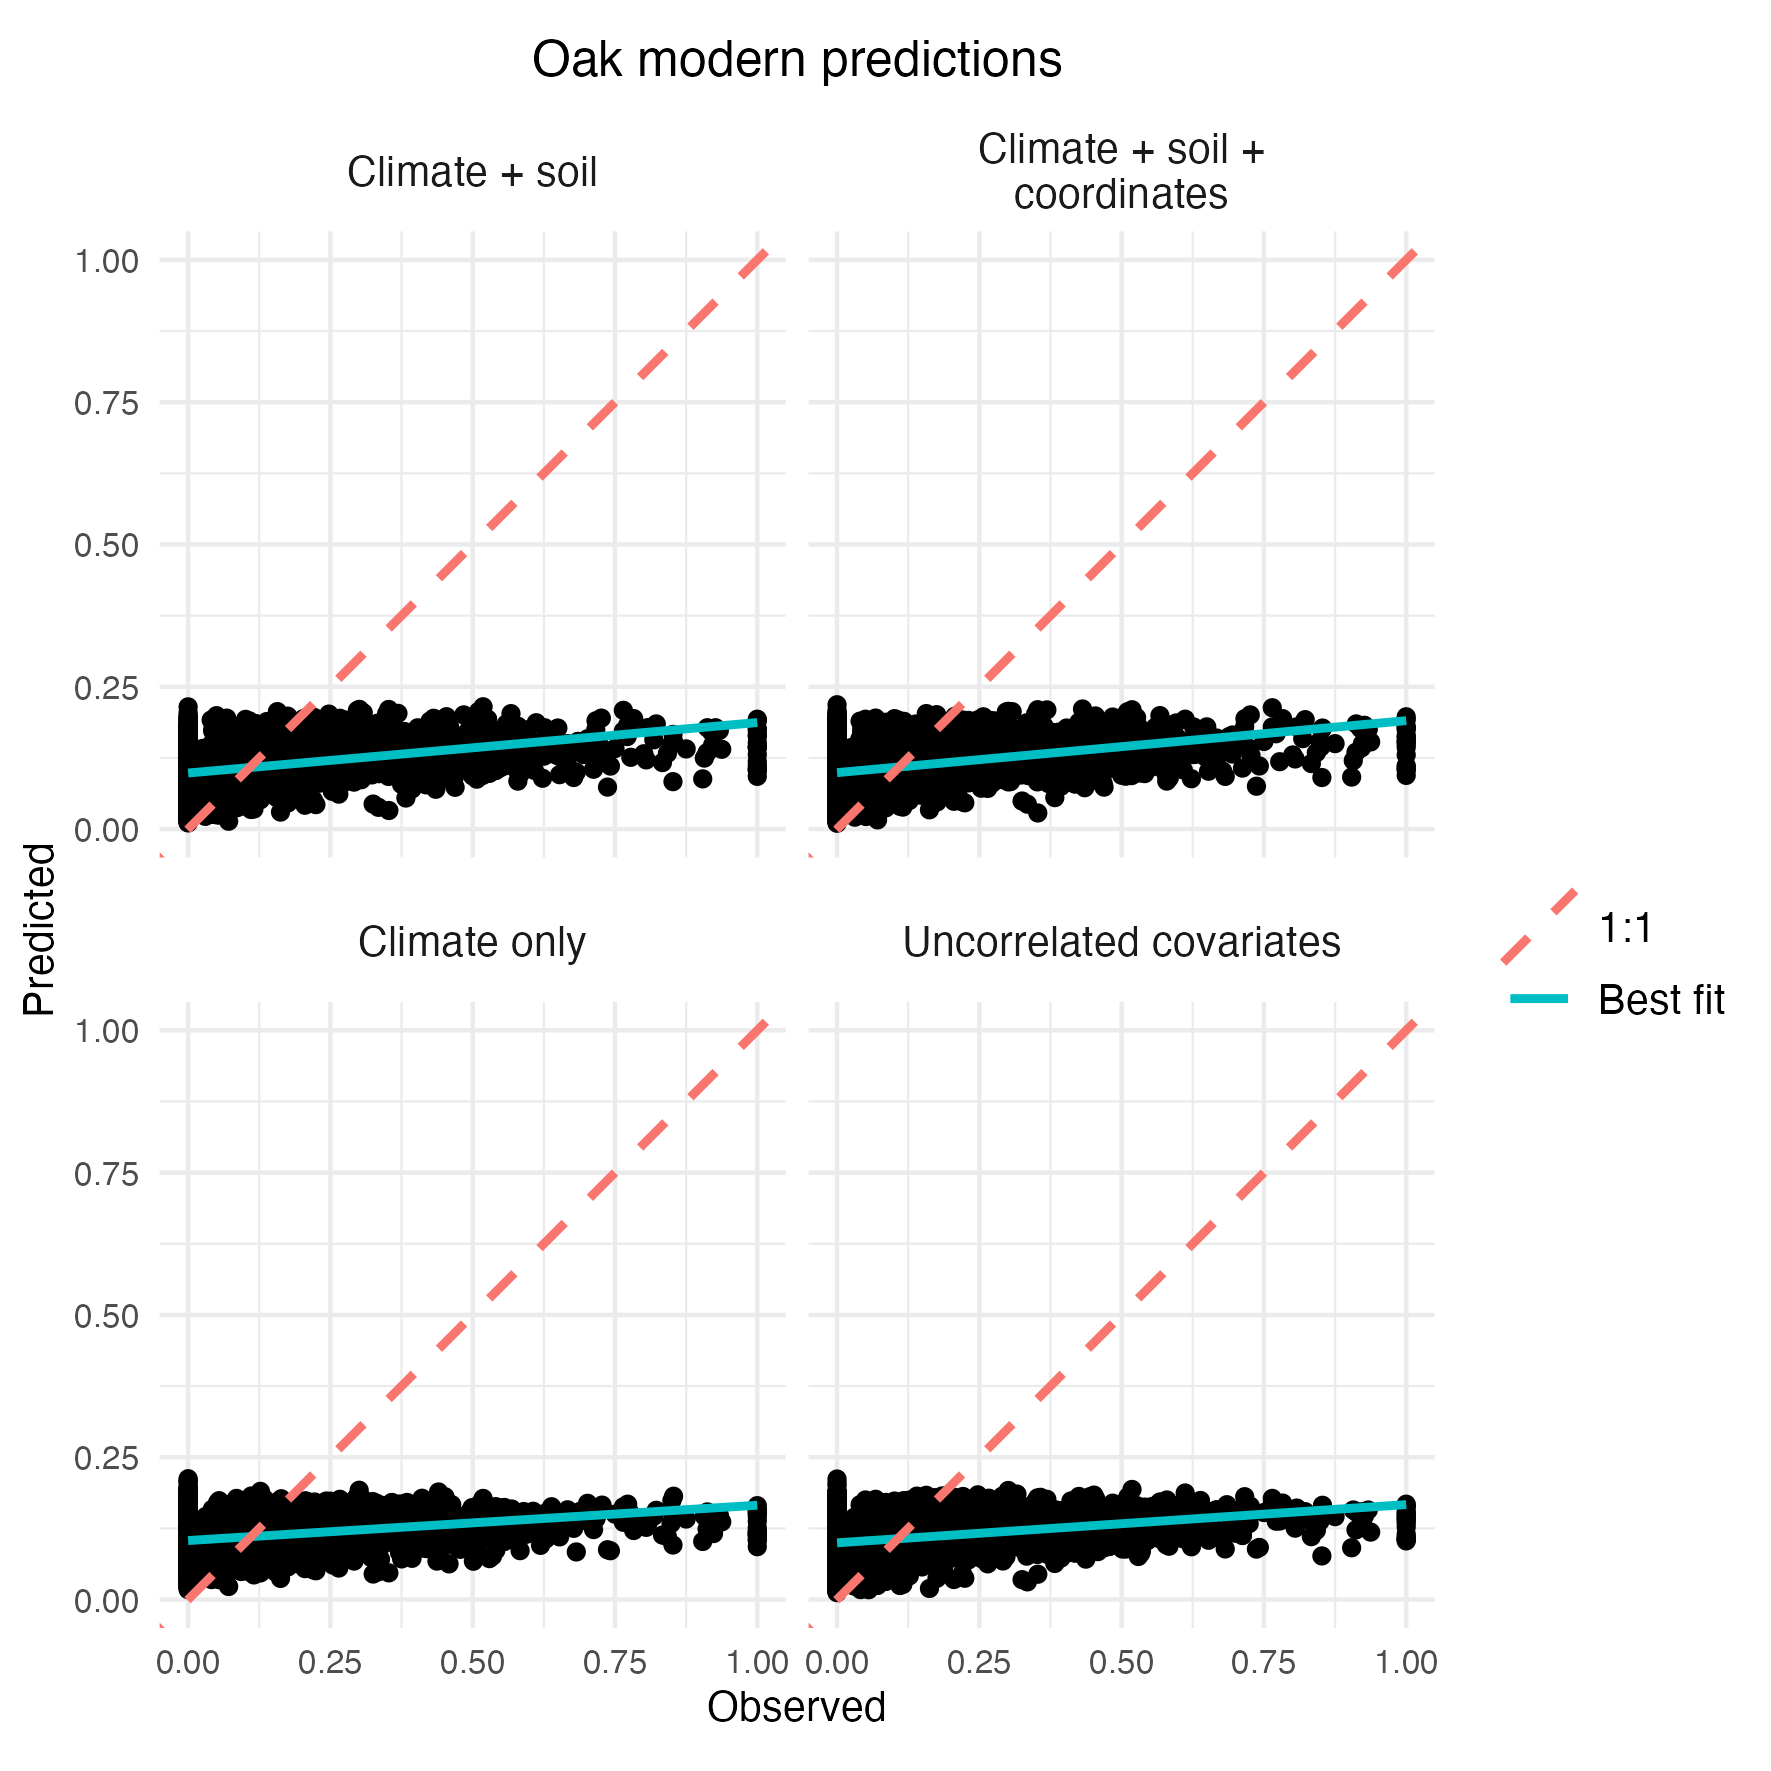 Oak modern predictions
Climate + soil
Climate + soil +
coordinates
1.00
0.75
0.50
0.25
0.00
Predicted
Climate only
Uncorrelated covariates
1:1
Best fit
1.00
0.75
0.50
0.25
0.00
0.00 0.25 0.50 0.75 1.00 0.00 0.25 0.50 0.75 1.00
Observed